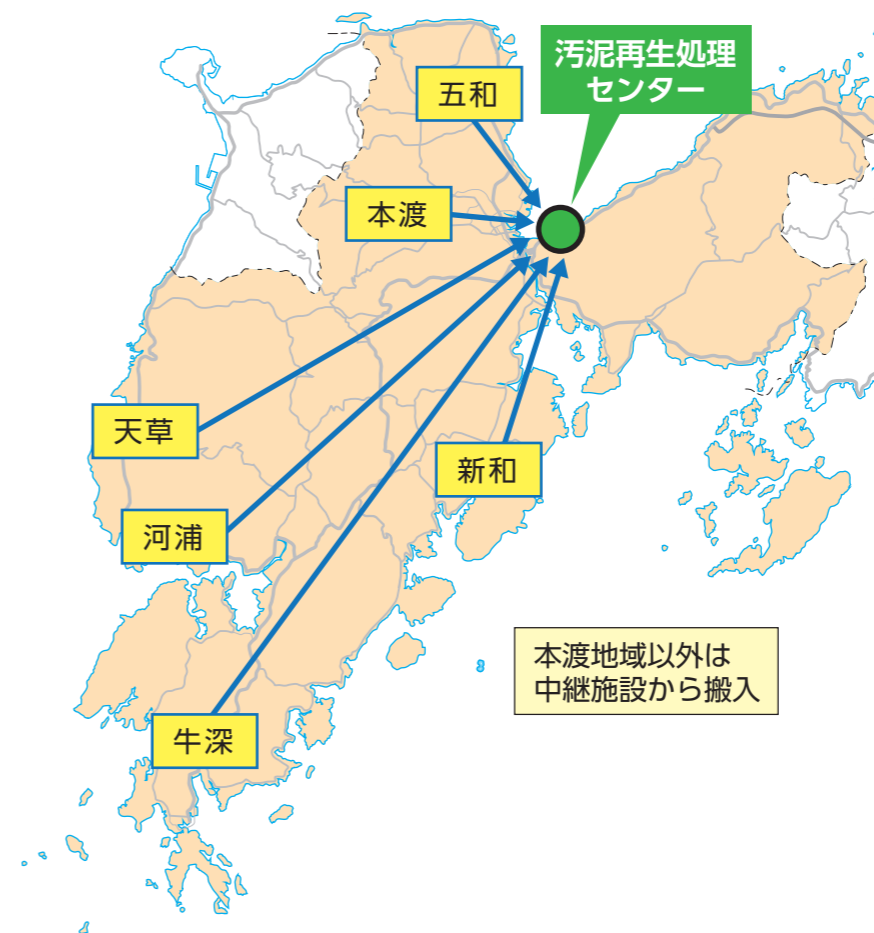 汚泥再生処理
センター
五和
本渡
天草
新和
河浦
本渡地域以外は
中継施設から搬入
牛深